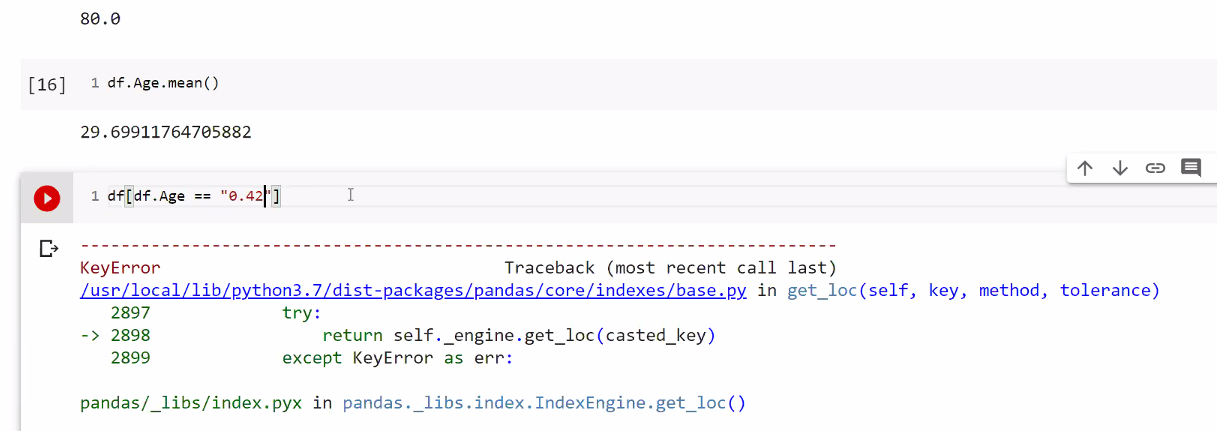 80.0
[16] 1 df.Age.mean()
29.69911764705882
1 df[df.Age == "0.42"]
---------------------------------------------------------------------------
KeyError                                  Traceback (most recent call last)
/usr/local/lib/python3.7/dist-packages/pandas/core/indexes/base.py in get_loc(self, key, method, tolerance)
   2897             try:
-> 2898                 return self._engine.get_loc(casted_key)
   2899             except KeyError as err:
pandas/_libs/index.pyx in pandas._libs.index.IndexEngine.get_loc()